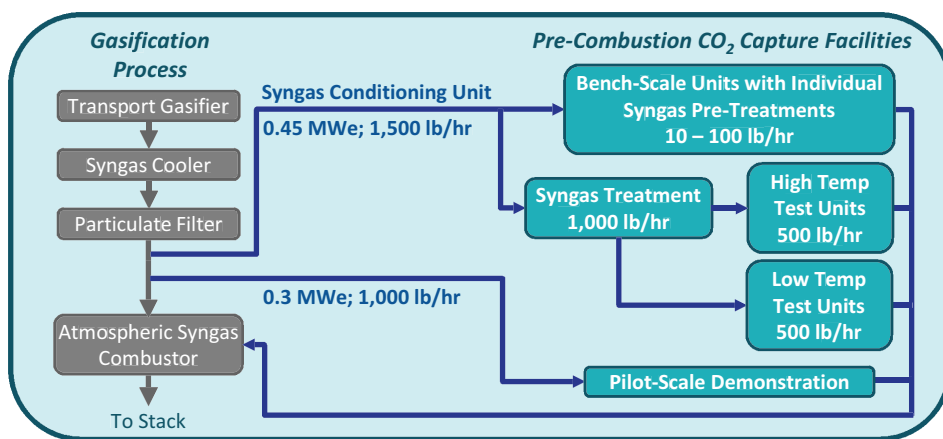 Gasification
Process
Transport Gasifier
Syngas Cooler
Particulate Filter
Atmospheric Syngas
Combustor
To Stack
Syngas Conditioning Unit
0.45 MWe; 1,500 lb/hr
0.3 MWe; 1,000 lb/hr
Pre-Combustion CO₂ Capture Facilities
Bench-Scale Units with Individual
Syngas Pre-Treatments
10 – 100 lb/hr
Syngas Treatment
1,000 lb/hr
High Temp
Test Units
500 lb/hr
Low Temp
Test Units
500 lb/hr
Pilot-Scale Demonstration